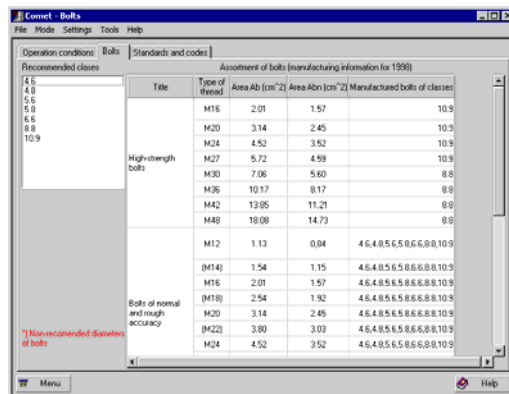 Comet - Bolts
File Mode Settings Tools Help
Operation conditions Bolts Standards and codes
Recommended clases
4.6
4.8
5.6
5.8
6.6
8.8
10.9
*) Non-recomended diameters
of bolts
Assortment of bolts (manufacturing information for 1998)
Title Type of thread Area Ab (cm^2) Area Abn (cm^2) Manufactured bolts of classes
High-strength bolts
M16 2.01 1.57 10.9
M20 3.14 2.45 10.9
M24 4.52 3.52 10.9
M27 5.72 4.59 10.9
M30 7.06 5.60 8.8
M36 10.17 8.17 8.8
M42 13.85 11.21 8.8
M48 18.08 14.73 8.8
Bolts of normal and rough accuracy
M12 1.13 0,84 4.6,4.8,5.6,5.8,6.6,8.8,10.9
(M14) 1.54 1.15 4.6,4.8,5.6,5.8,6.6,8.8,10.9
M16 2.01 1.57 4.6,4.8,5.6,5.8,6.6,8.8,10.9
(M18) 2.54 1.92 4.6,4.8,5.6,5.8,6.6,8.8,10.9
M20 3.14 2.45 4.6,4.8,5.6,5.8,6.6,8.8,10.9
(M22) 3.80 3.03 4.6,4.8,5.6,5.8,6.6,8.8,10.9
M24 4.52 3.52 4.6,4.8,5.6,5.8,6.6,8.8,10.9
Menu Help